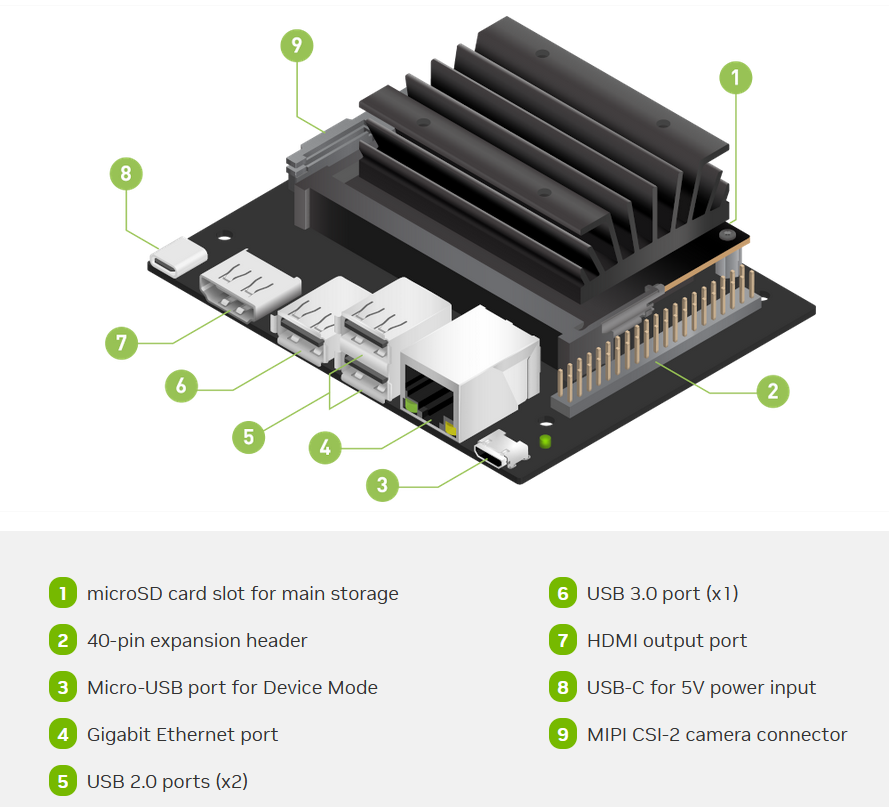 9
1
8
7
6
5
4
3
2
1 microSD card slot for main storage
2 40-pin expansion header
3 Micro-USB port for Device Mode
4 Gigabit Ethernet port
5 USB 2.0 ports (x2)
6 USB 3.0 port (x1)
7 HDMI output port
8 USB-C for 5V power input
9 MIPI CSI-2 camera connector